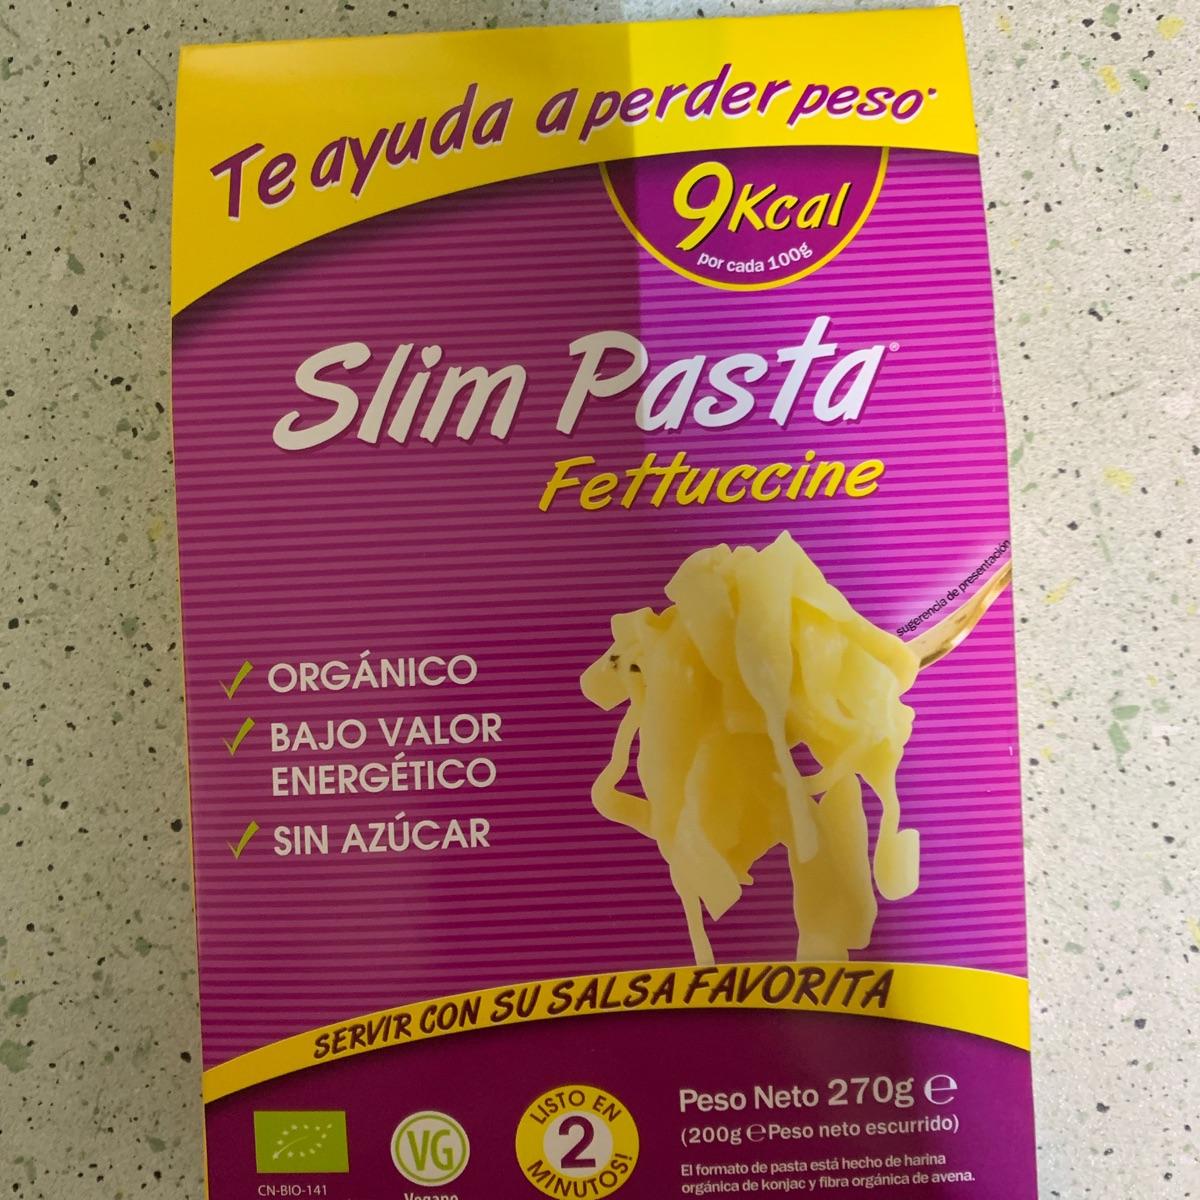 Te ayuda a perder peso*
9Kcal
por cada 100g
Slim Pasta®
Fettuccine
sugerencia de presentación
✓ ORGÁNICO
✓ BAJO VALOR
ENERGÉTICO
✓ SIN AZÚCAR
SERVIR CON SU SALSA FAVORITA
CN-BIO-141
VG
Vegano
LISTO EN
2
MINUTOS!
Peso Neto 270g ℮
(200g ℮ Peso neto escurrido)
El formato de pasta está hecho de harina
orgánica de konjac y fibra orgánica de avena.